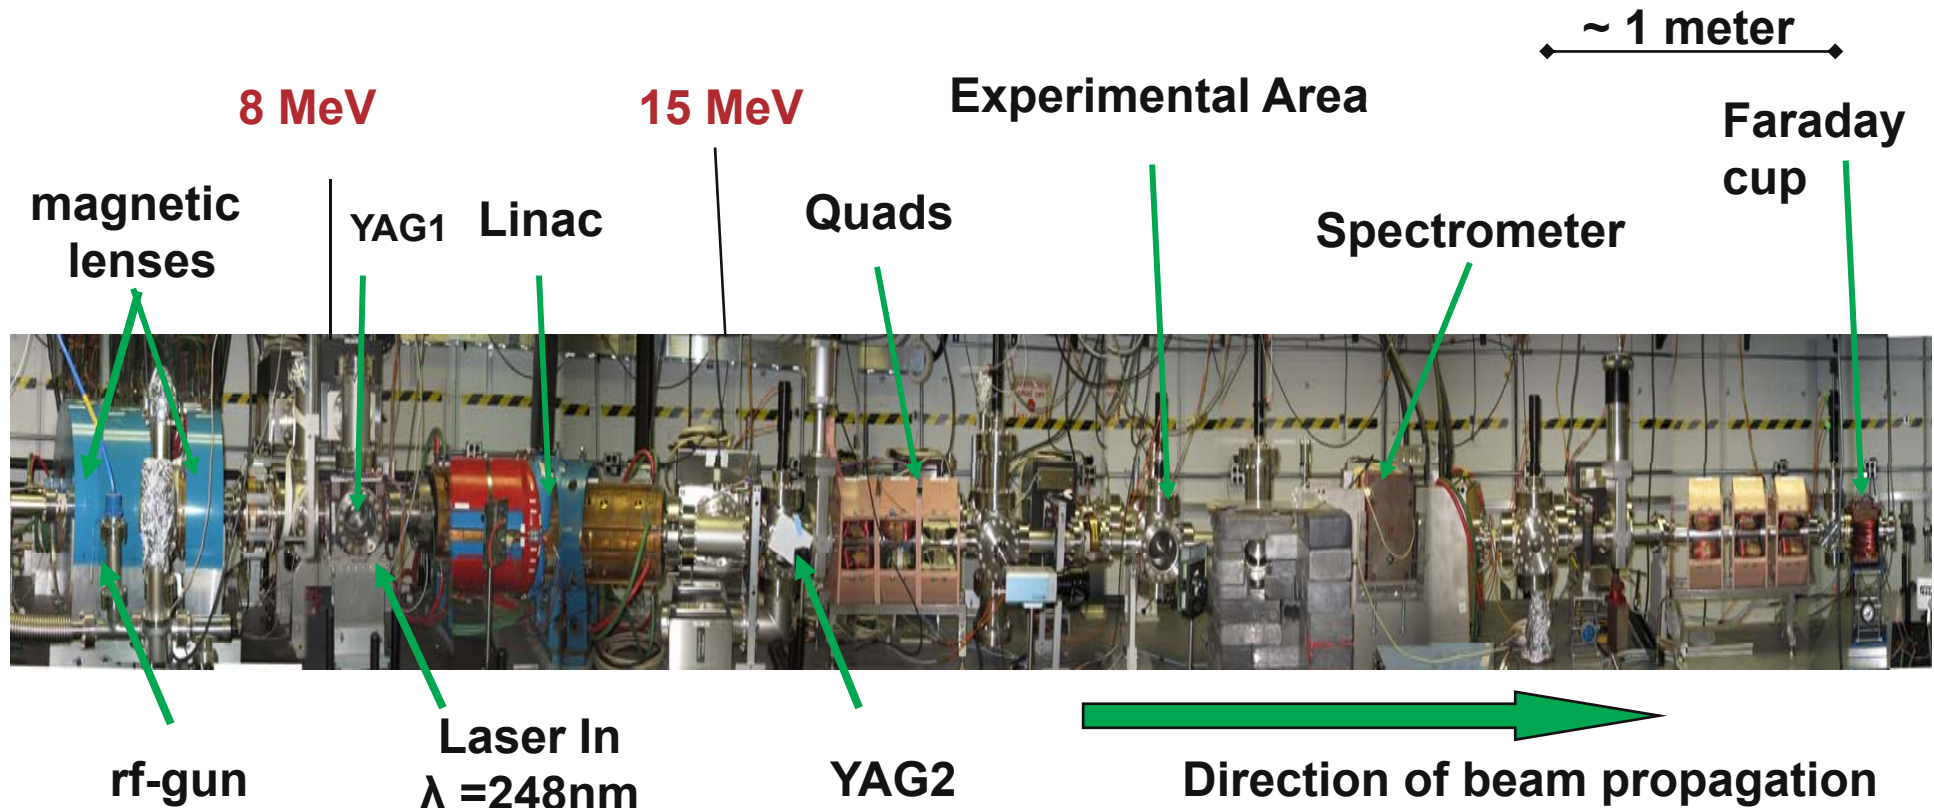 ~ 1 meter
8 MeV
15 MeV
Experimental Area
Faraday
cup
magnetic
lenses
YAG1
Linac
Quads
Spectrometer
rf-gun
Laser In
λ =248nm
YAG2
Direction of beam propagation